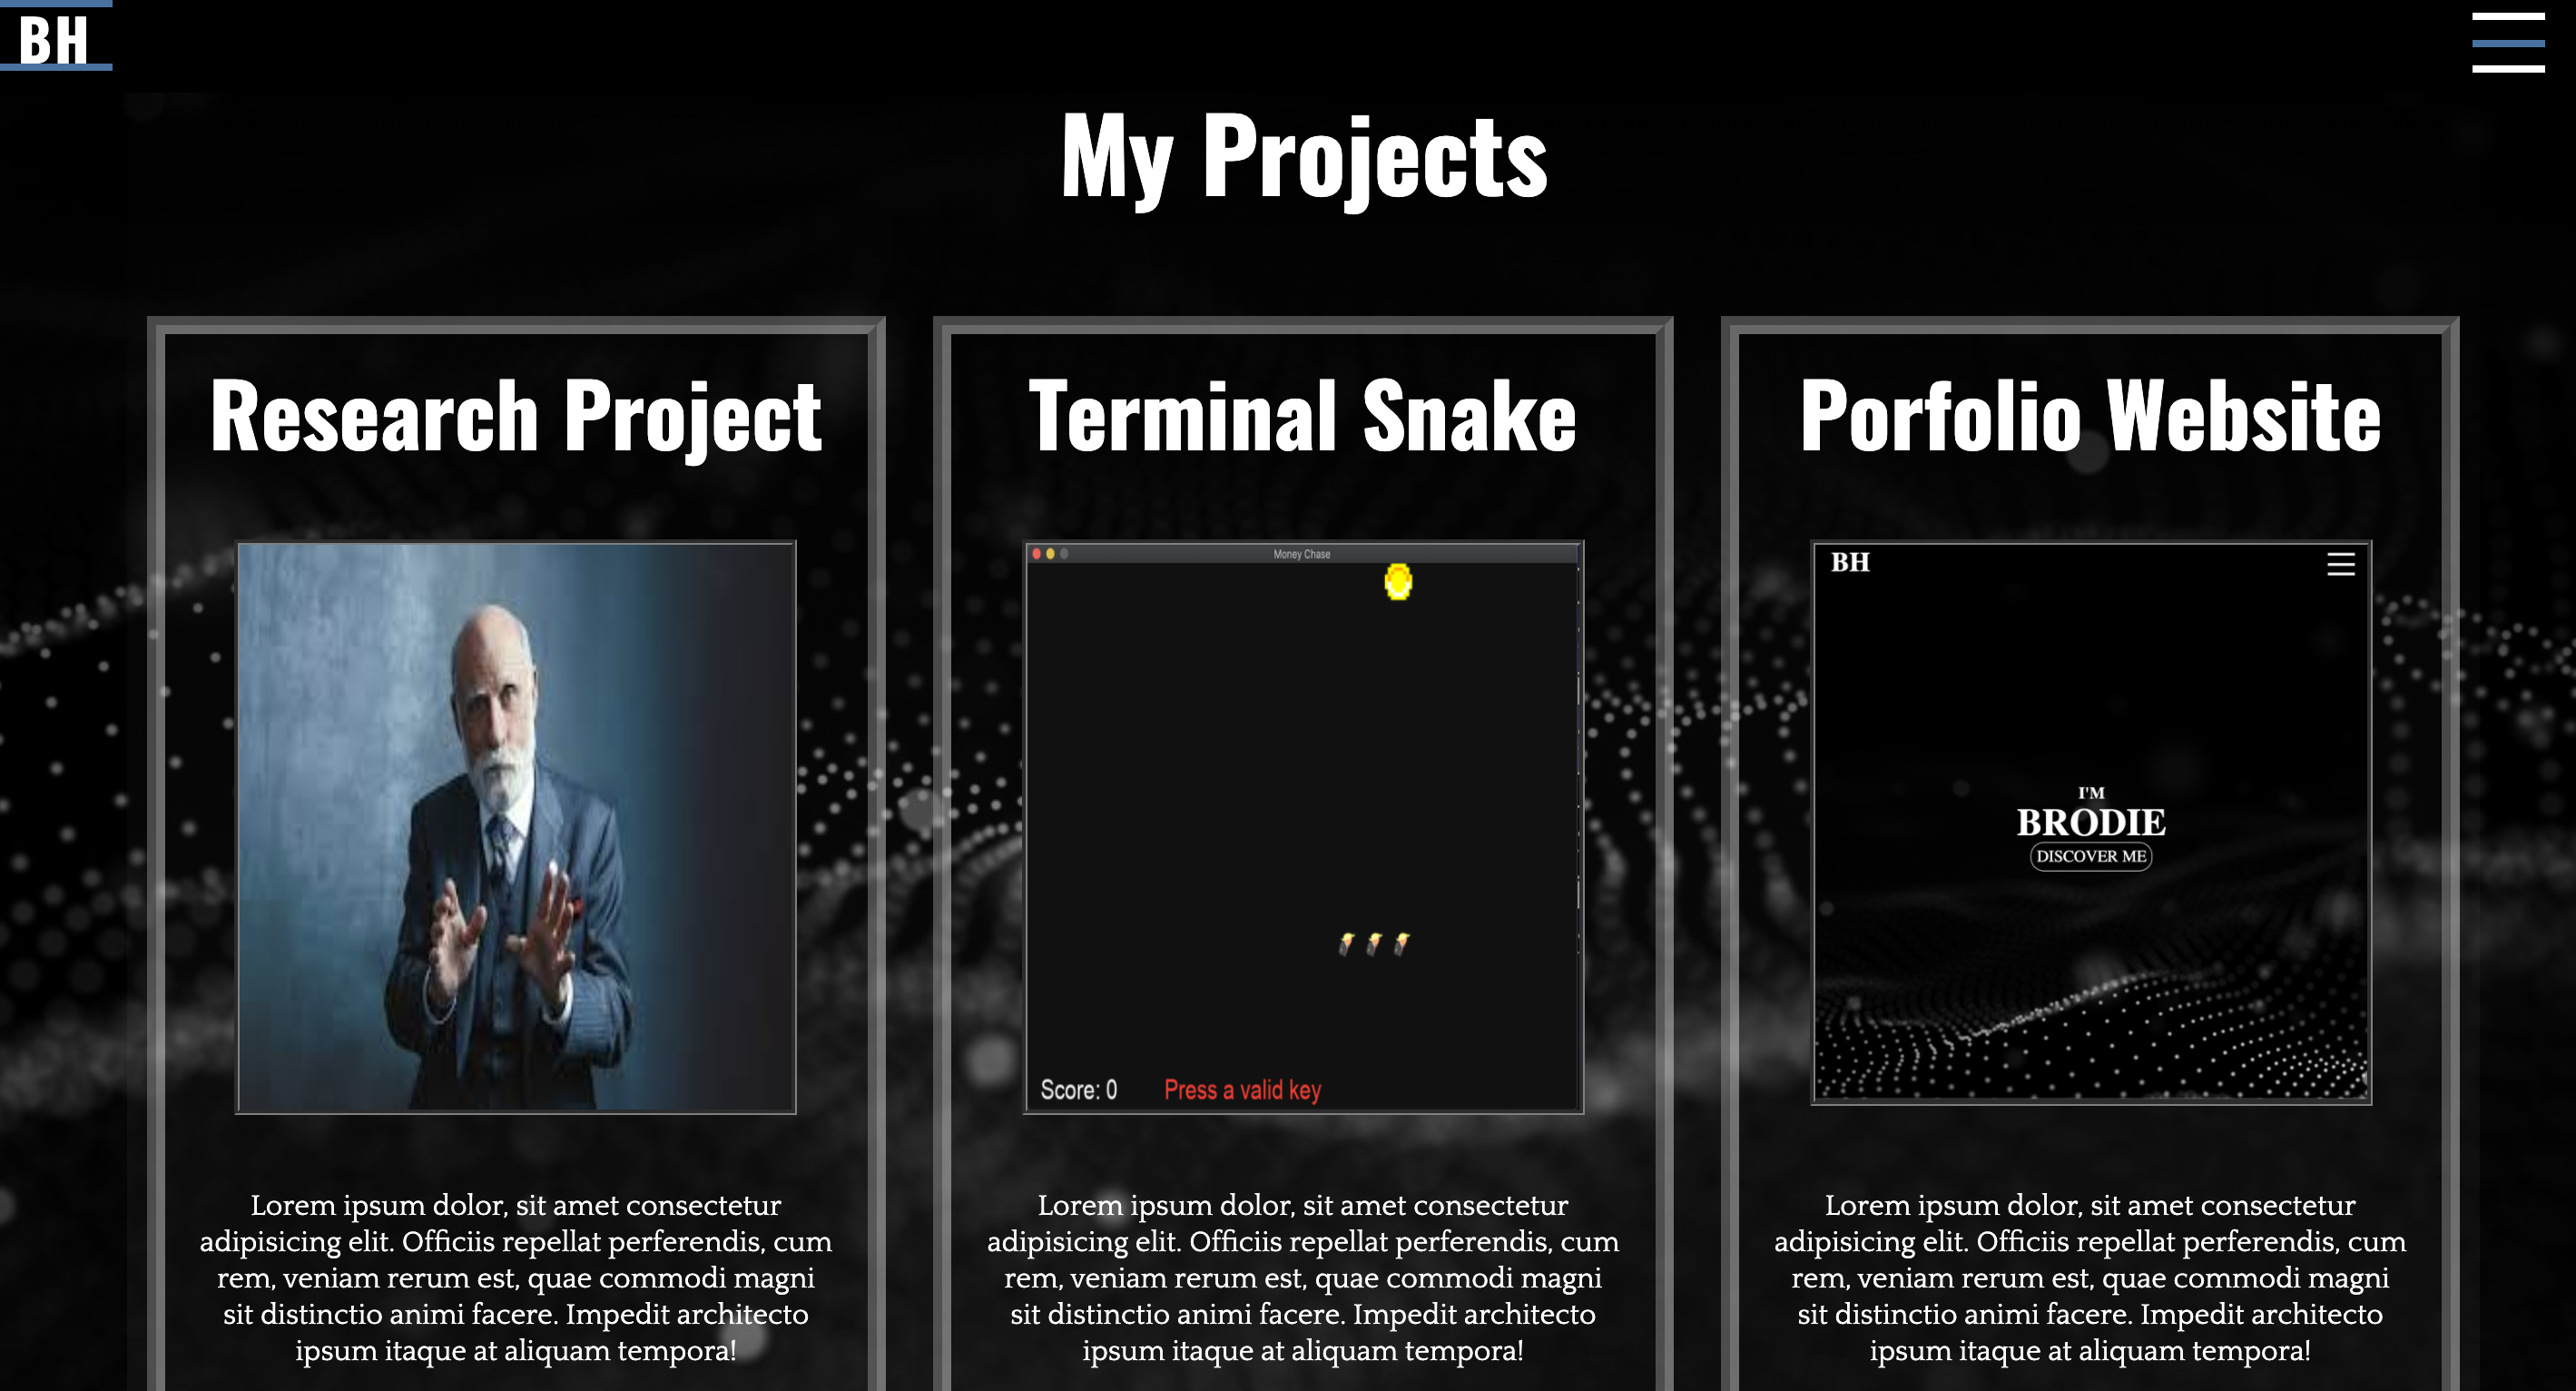 BH
My Projects
Research Project
Terminal Snake
Porfolio Website
Money Chase
Score: 0
Press a valid key
BH
I'M
BRODIE
DISCOVER ME
Lorem ipsum dolor, sit amet consectetur
adipisicing elit. Officiis repellat perferendis, cum
rem, veniam rerum est, quae commodi magni
sit distinctio animi facere. Impedit architecto
ipsum itaque at aliquam tempora!
Lorem ipsum dolor, sit amet consectetur
adipisicing elit. Officiis repellat perferendis, cum
rem, veniam rerum est, quae commodi magni
sit distinctio animi facere. Impedit architecto
ipsum itaque at aliquam tempora!
Lorem ipsum dolor, sit amet consectetur
adipisicing elit. Officiis repellat perferendis, cum
rem, veniam rerum est, quae commodi magni
sit distinctio animi facere. Impedit architecto
ipsum itaque at aliquam tempora!